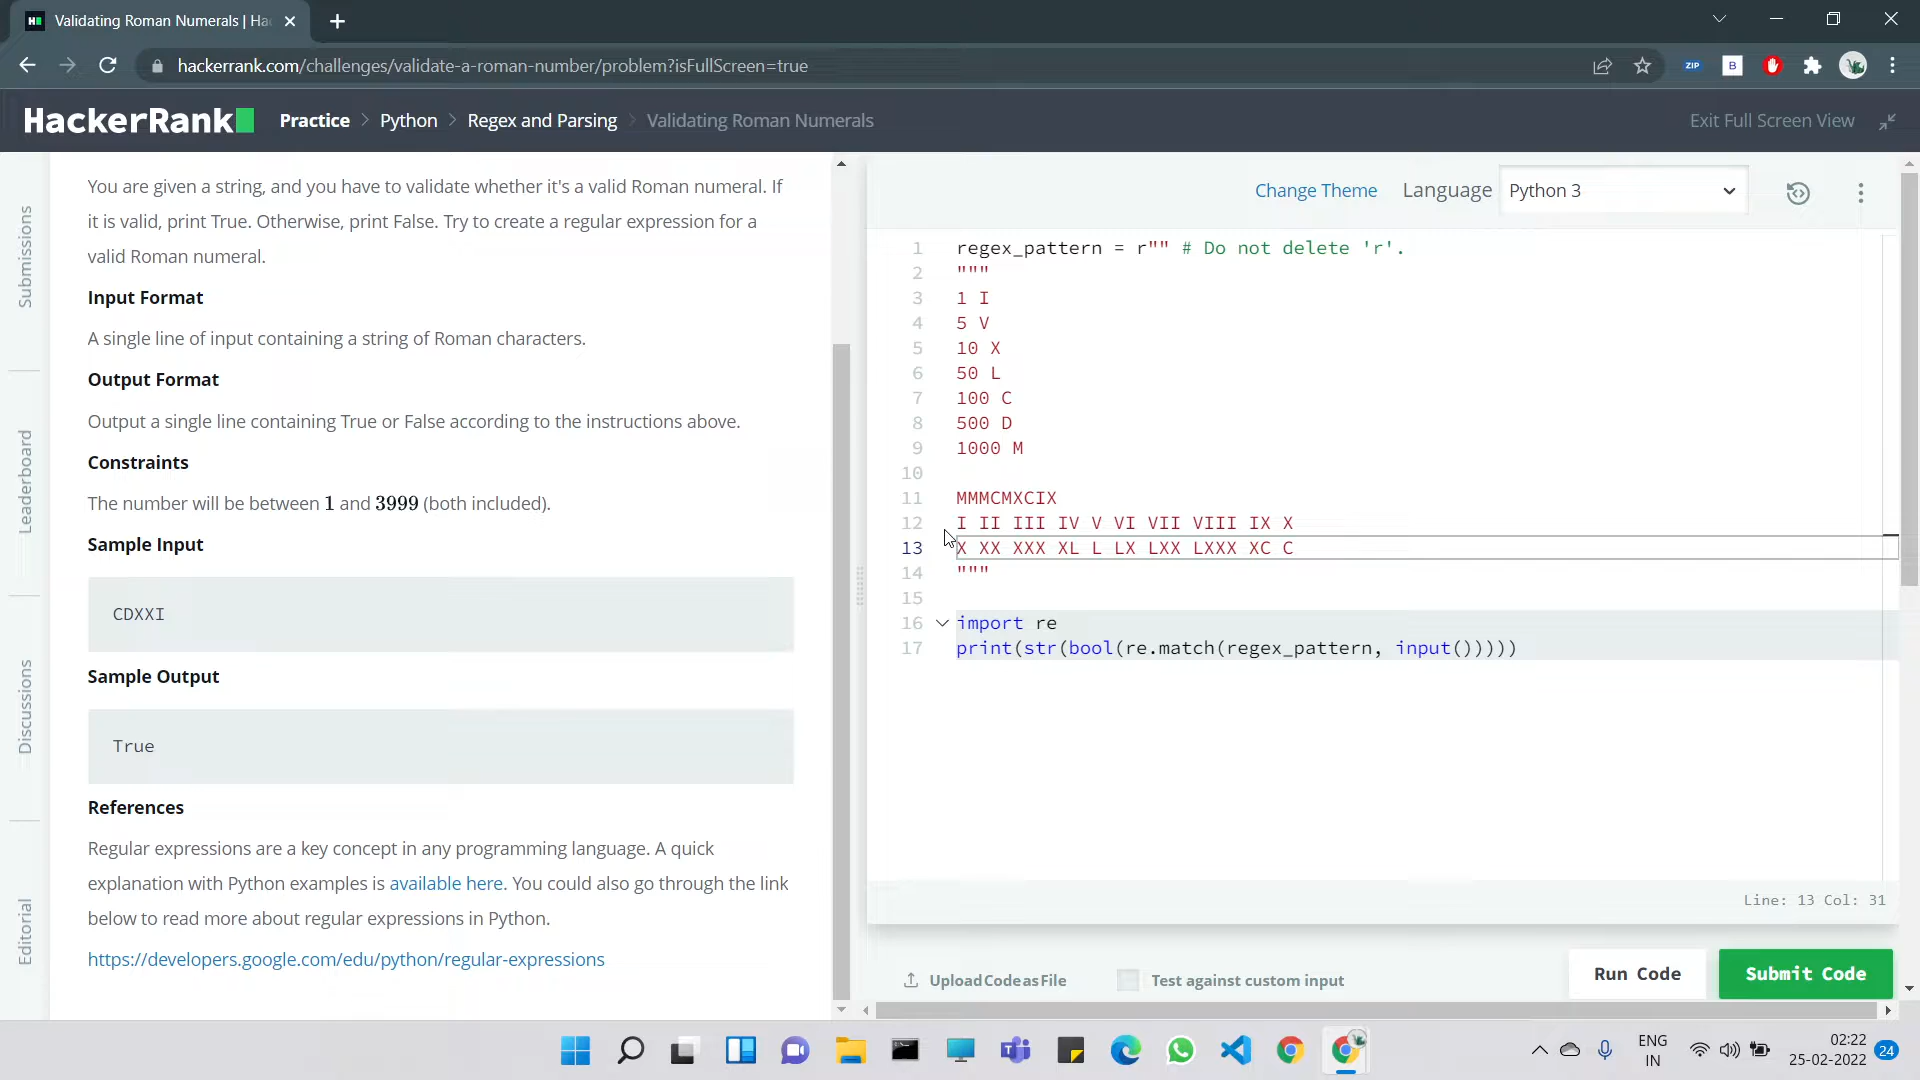 Validating Roman Numerals | Ha
hackerrank.com/challenges/validate-a-roman-number/problem?isFullScreen=true
ZIP
B
HackerRank
Practice > Python > Regex and Parsing > Validating Roman Numerals
Exit Full Screen View
Submissions
Leaderboard
Discussions
Editorial
You are given a string, and you have to validate whether it's a valid Roman numeral. If
it is valid, print True. Otherwise, print False. Try to create a regular expression for a
valid Roman numeral.
Input Format
A single line of input containing a string of Roman characters.
Output Format
Output a single line containing True or False according to the instructions above.
Constraints
The number will be between 1 and 3999 (both included).
Sample Input
CDXXI
Sample Output
True
References
Regular expressions are a key concept in any programming language. A quick
explanation with Python examples is available here. You could also go through the link
below to read more about regular expressions in Python.
https://developers.google.com/edu/python/regular-expressions
Change Theme Language Python 3
1 regex_pattern = r"" # Do not delete 'r'.
2 """
3 1 I
4 5 V
5 10 X
6 50 L
7 100 C
8 500 D
9 1000 M
10
11 MMMCMXCIX
12 I II III IV V VI VII VIII IX X
13 X XX XXX XL L LX LXX LXXX XC C
14 """
15
16 import re
17 print(str(bool(re.match(regex_pattern, input()))))
Line: 13 Col: 31
Upload Code as File Test against custom input
Run Code
Submit Code
ENG
IN
02:22
25-02-2022
24